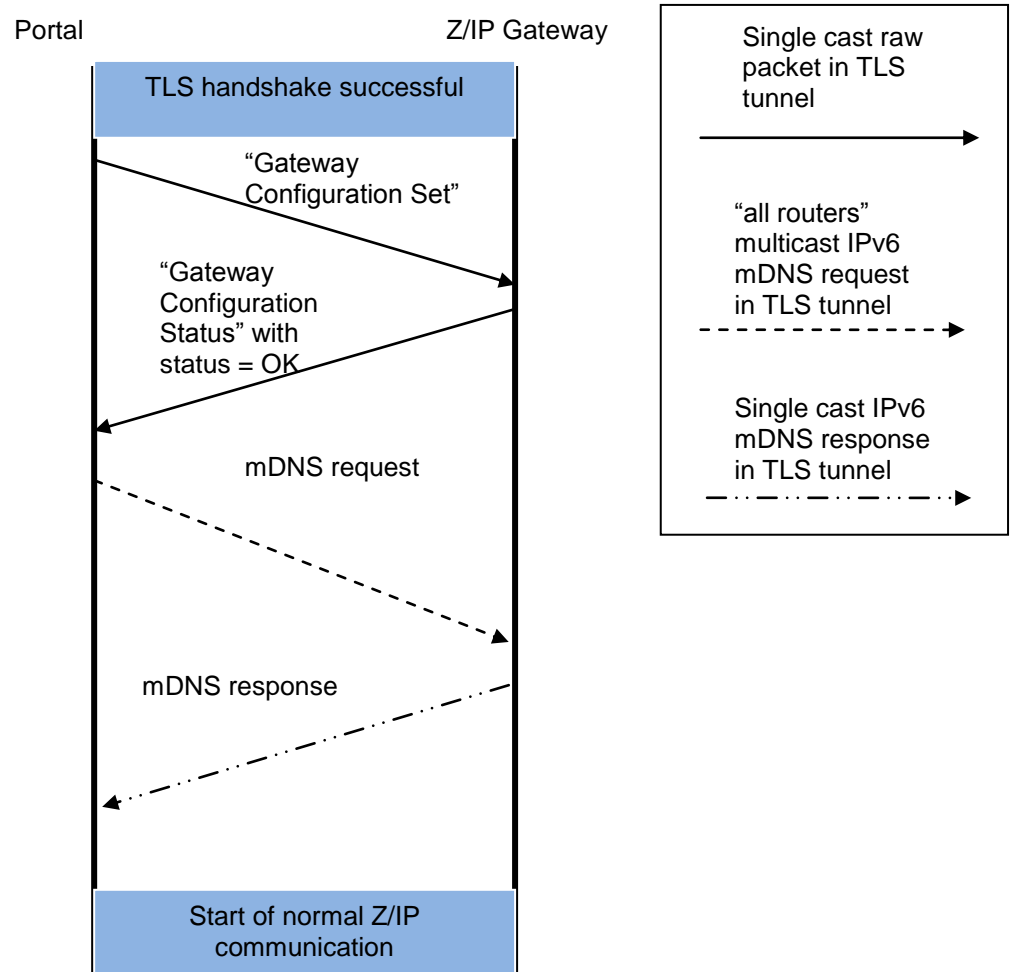 Portal
Z/IP Gateway
TLS handshake successful
“Gateway
Configuration Set”
“Gateway
Configuration
Status” with
status = OK
mDNS request
mDNS response
Start of normal Z/IP
communication
Single cast raw
packet in TLS
tunnel
“all routers”
multicast IPv6
mDNS request
in TLS tunnel
Single cast IPv6
mDNS response
in TLS tunnel